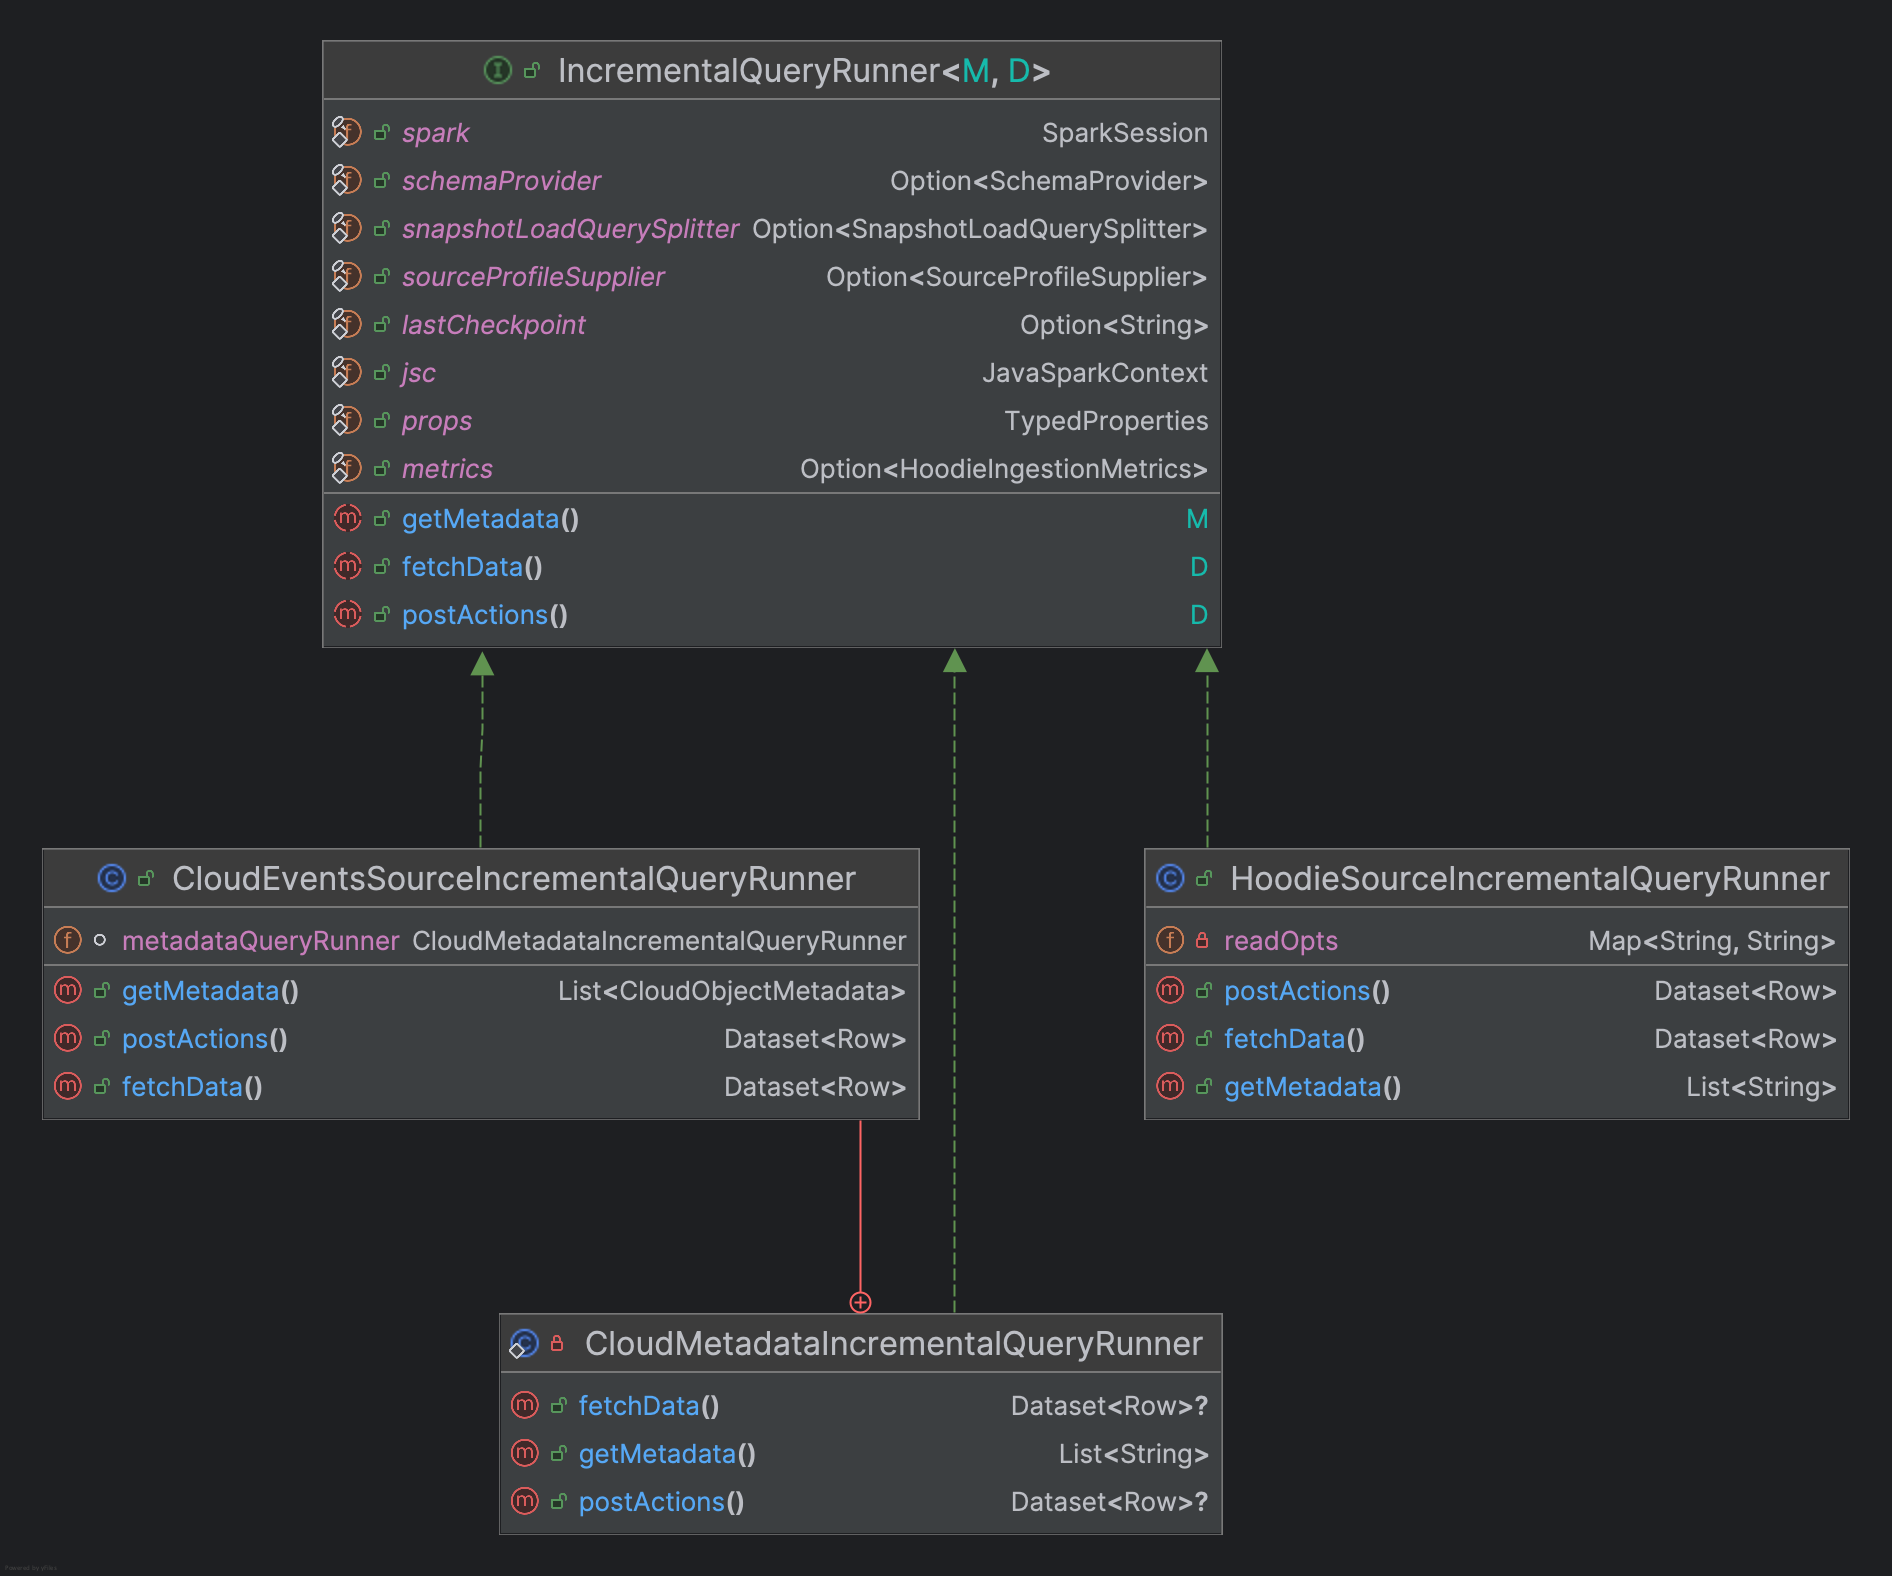 IncrementalQueryRunner<M, D>
spark SparkSession
schemaProvider Option<SchemaProvider>
snapshotLoadQuerySplitter Option<SnapshotLoadQuerySplitter>
sourceProfileSupplier Option<SourceProfileSupplier>
lastCheckpoint Option<String>
jsc JavaSparkContext
props TypedProperties
metrics Option<HoodieIngestionMetrics>
getMetadata() M
fetchData() D
postActions() D
CloudEventsSourceIncrementalQueryRunner
metadataQueryRunner CloudMetadataIncrementalQueryRunner
getMetadata() List<CloudObjectMetadata>
postActions() Dataset<Row>
fetchData() Dataset<Row>
HoodieSourceIncrementalQueryRunner
readOpts Map<String, String>
postActions() Dataset<Row>
fetchData() Dataset<Row>
getMetadata() List<String>
CloudMetadataIncrementalQueryRunner
fetchData() Dataset<Row>?
getMetadata() List<String>
postActions() Dataset<Row>?